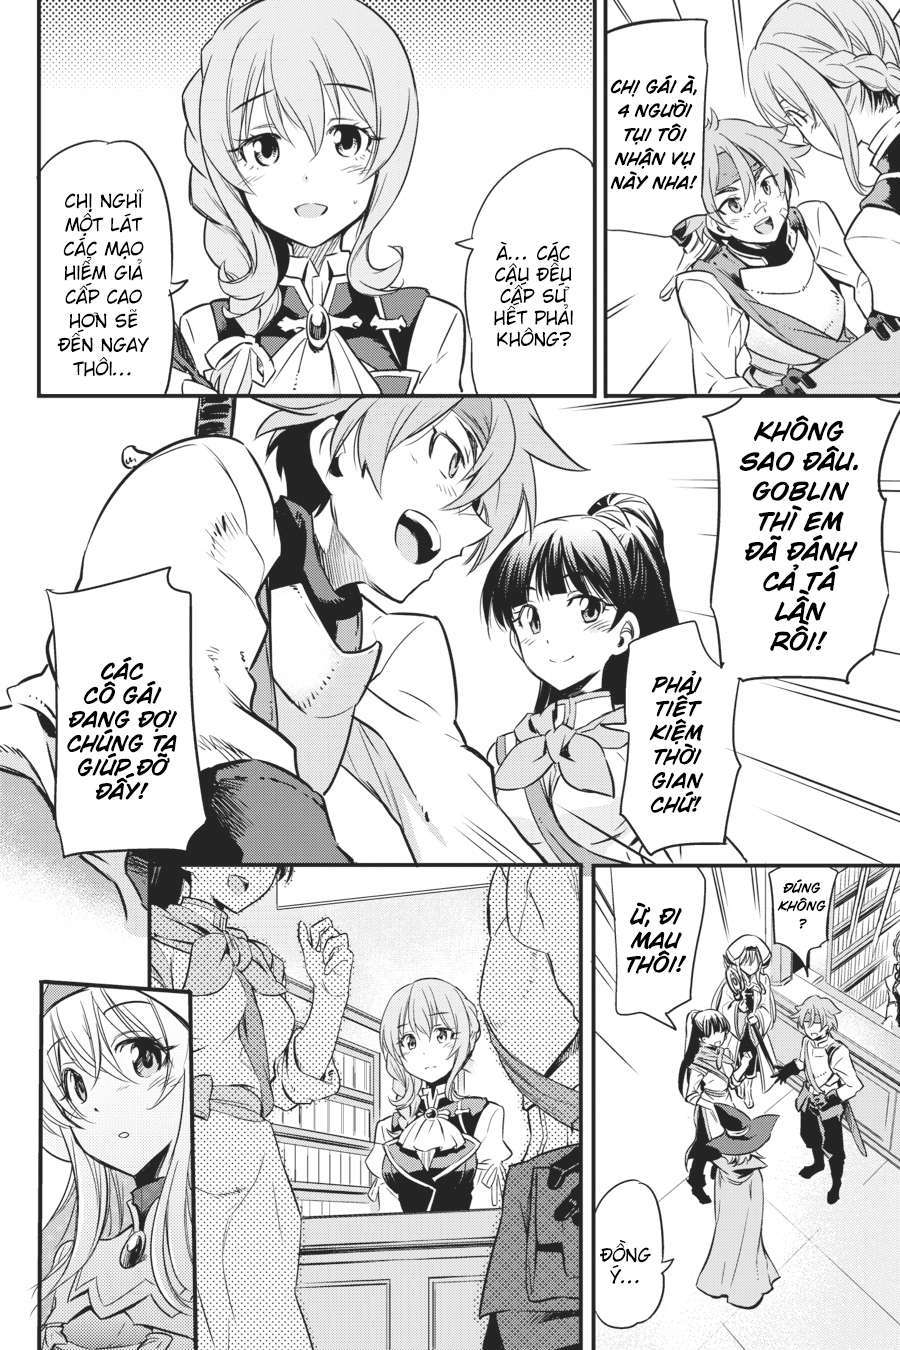 CHỊ GÁI À,
4 NGƯỜI
TỤI TÔI
NHẬN VỤ
NÀY NHA!
À... CÁC
CẬU ĐỀU
CẤP SỨ
HẾT PHẢI
KHÔNG?
CHỊ NGHĨ
MỘT LÁT
CÁC MẠO
HIỂM GIẢ
CẤP CAO
HƠN SẼ
ĐẾN NGAY
THÔI...
KHÔNG
SAO ĐÂU.
GOBLIN
THÌ EM
ĐÃ ĐÁNH
CẢ TÁ
LẦN
RỒI!
PHẢI
TIẾT
KIỆM
THỜI
GIAN
CHỨ!
CÁC
CÔ GÁI
ĐANG ĐỢI
CHÚNG TA
GIÚP ĐỠ
ĐẤY!
ĐÚNG
KHÔNG
?
Ừ, ĐI
MAU
THÔI!
ĐỒNG
Ý...